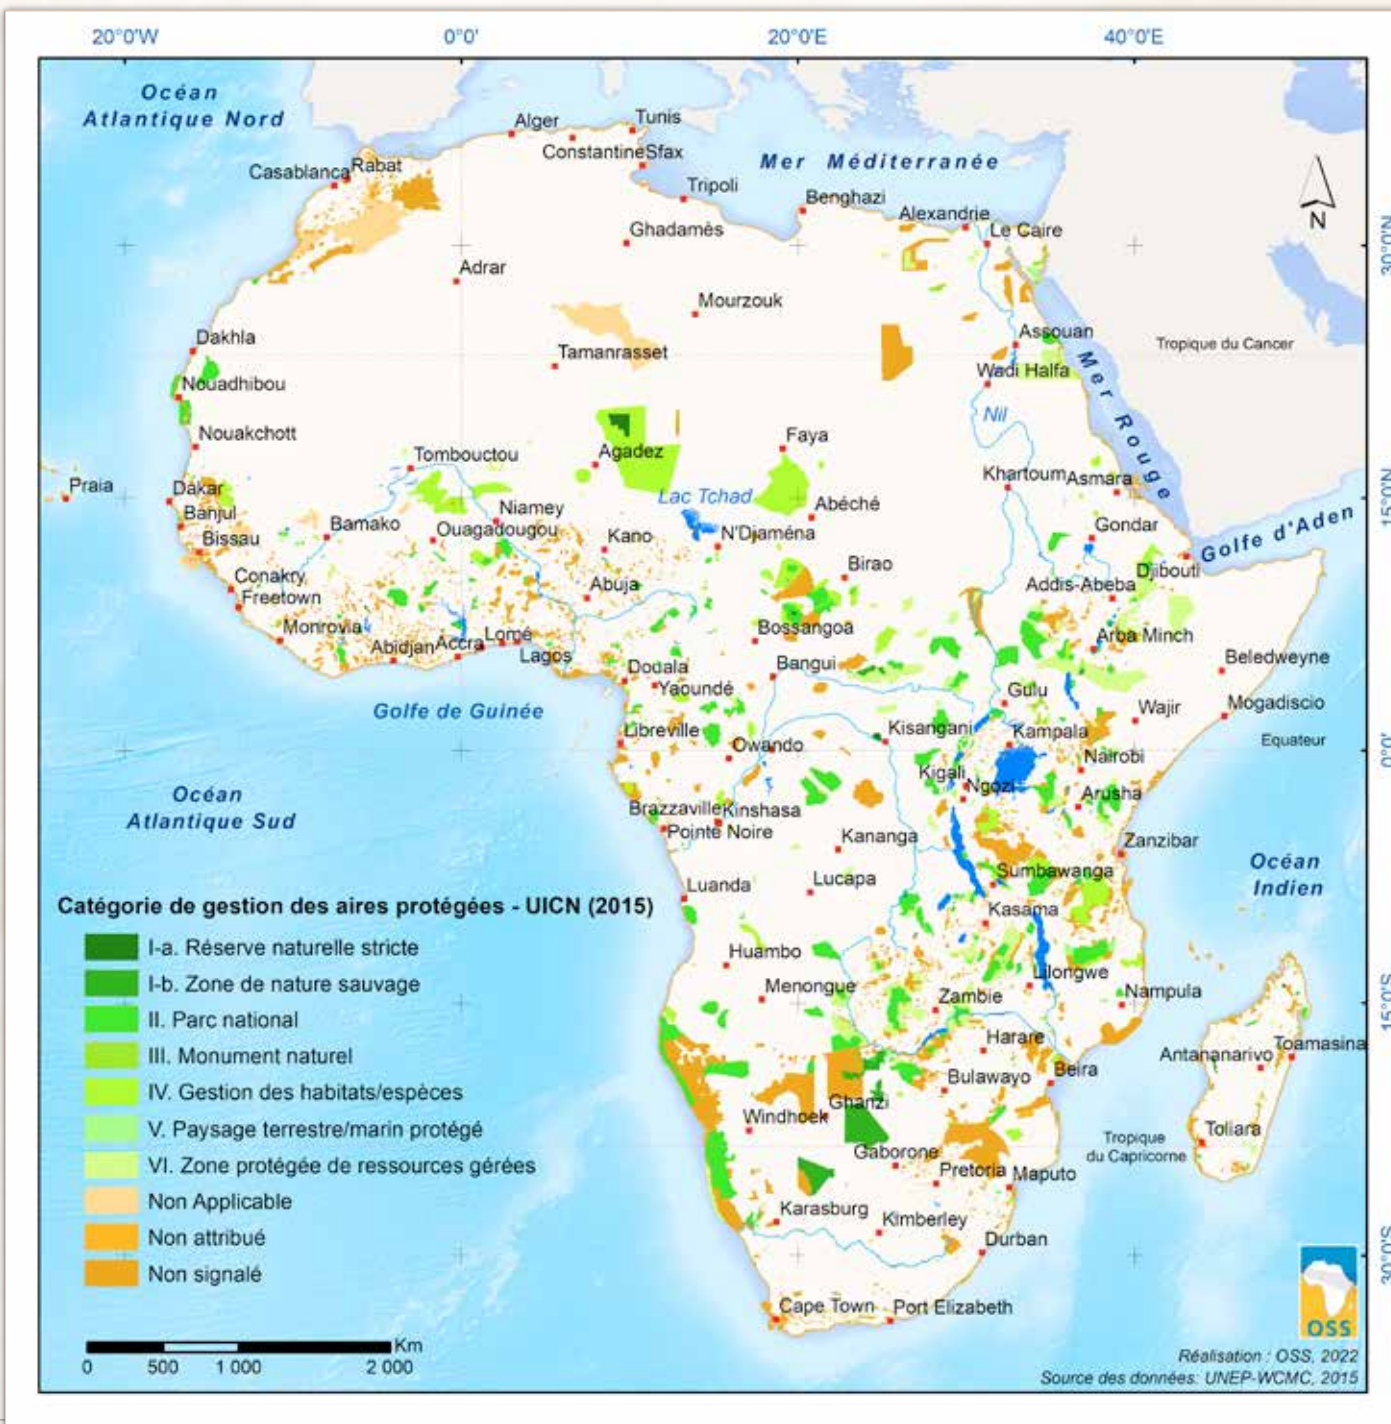 20°0'W 0°0' 20°0'E 40°0'E
Océan
Atlantique Nord
Alger
Tunis
Constantine
Sfax
Casablanca
Rabat
Mer Méditerranée
Tripoli
Benghazi
Alexandrie
Le Caire
N
30°0'N
Ghadamès
Adrar
Mourzouk
Dakhla
Tamanrasset
Assouan
Tropique du Cancer
Nouadhibou
Wadi Halfa
Mer Rouge
Nil
Nouakchott
Tombouctou
Agadez
Faya
Khartoum
Asmara
Praia
Dakar
Lac Tchad
Abéché
15°0'N
Banjul
Niamey
Bamako
Ouagadougou
Kano
N'Djaména
Gondar
Golfe d'Aden
Bissau
Birao
Djibouti
Conakry
Abuja
Addis-Abeba
Freetown
Monrovia
Bossangoa
Arba Minch
Abidjan
Accra
Lomé
Lagos
Beledweyne
Douala
Bangui
Yaoundé
Gulu
Golfe de Guinée
Wajir
Mogadiscio
Libreville
Kisangani
Kampala
Owando
Equateur
0°0'
Nairobi
Kigali
Ngozi
Océan
Atlantique Sud
Arusha
Brazzaville
Kinshasa
Pointe Noire
Kananga
Zanzibar
Océan
Indien
Luanda
Lucapa
Sumbawanga
Kasama
Catégorie de gestion des aires protégées - UICN (2015)
I-a. Réserve naturelle stricte
I-b. Zone de nature sauvage
II. Parc national
III. Monument naturel
IV. Gestion des habitats/espèces
V. Paysage terrestre/marin protégé
VI. Zone protégée de ressources gérées
Non Applicable
Non attribué
Non signalé
Huambo
Lilongwe
Menongue
Zambie
Nampula
15°0'S
Harare
Antananarivo
Toamasina
Bulawayo
Beira
Windhoek
Ghanzi
Toliara
Tropique
du Capricorne
Gaborone
Pretoria
Maputo
Karasburg
Kimberley
Durban
30°0'S
Cape Town
Port Elizabeth
OSS
Km
0 500 1 000 2 000
Réalisation : OSS, 2022
Source des données: UNEP-WCMC, 2015